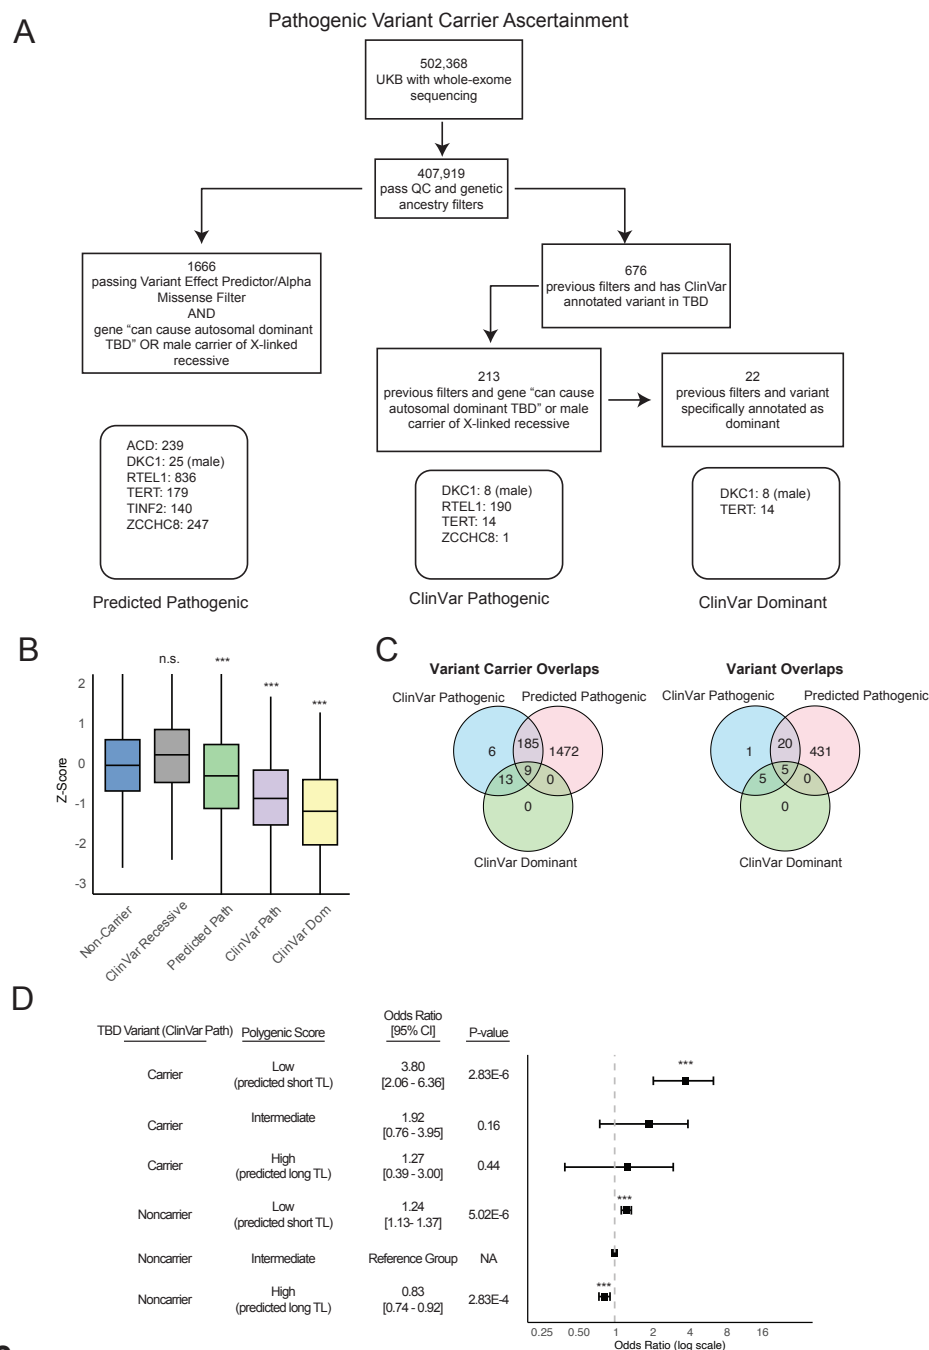 A
Pathogenic Variant Carrier Ascertainment
502,368
UKB with whole-exome
sequencing
407,919
pass QC and genetic
ancestry filters
1666
passing Variant Effect Predictor/Alpha
Missense Filter
AND
gene “can cause autosomal dominant
TBD” OR male carrier of X-linked
recessive
676
previous filters and has ClinVar
annotated variant in TBD
213
previous filters and gene “can cause
autosomal dominant TBD” or male
carrier of X-linked recessive
22
previous filters and variant
specifically annotated as
dominant
ACD: 239
DKC1: 25 (male)
RTEL1: 836
TERT: 179
TINF2: 140
ZCCHC8: 247
DKC1: 8 (male)
RTEL1: 190
TERT: 14
ZCCHC8: 1
DKC1: 8 (male)
TERT: 14
Predicted Pathogenic
ClinVar Pathogenic
ClinVar Dominant
B
n.s.
***
***
***
Z-Score
2
1
0
-1
-2
-3
Non-Carrier
ClinVar Recessive
Predicted Path
ClinVar Path
ClinVar Dom
C
Variant Carrier Overlaps
ClinVar Pathogenic Predicted Pathogenic
6 185 1472
13 9 0
0
ClinVar Dominant
Variant Overlaps
ClinVar Pathogenic Predicted Pathogenic
1 20 431
5 5 0
0
ClinVar Dominant
D
TBD Variant (ClinVar Path) Polygenic Score Odds Ratio [95% CI] P-value
Carrier Low (predicted short TL) 3.80 [2.06 - 6.36] 2.83E-6 ***
Carrier Intermediate 1.92 [0.76 - 3.95] 0.16
Carrier High (predicted long TL) 1.27 [0.39 - 3.00] 0.44
Noncarrier Low (predicted short TL) 1.24 [1.13- 1.37] 5.02E-6 ***
Noncarrier Intermediate Reference Group NA
Noncarrier High (predicted long TL) 0.83 [0.74 - 0.92] 2.83E-4 ***
0.25 0.50 1 2 4 8 16
Odds Ratio (log scale)